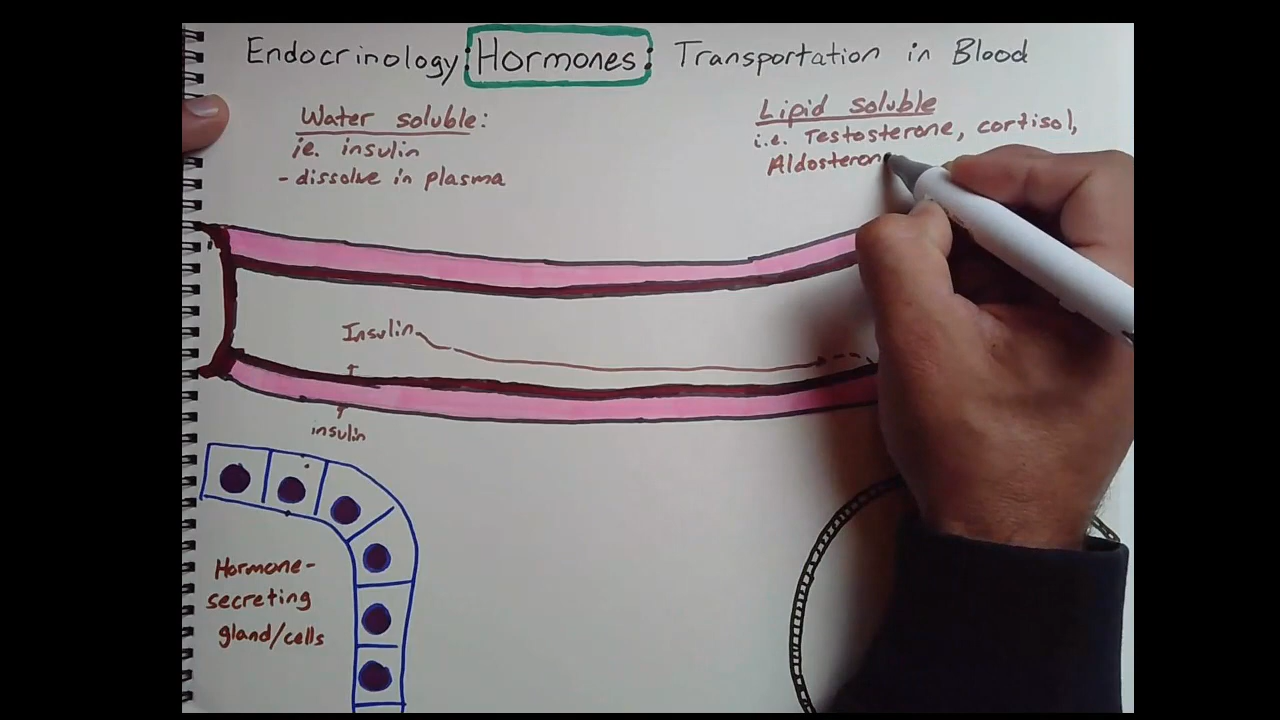 Endocrinology Hormones Transportation in Blood
Water soluble:
ie. insulin
- dissolve in plasma
Lipid soluble
i.e. Testosterone, cortisol,
Aldosteron
Insulin
insulin
Hormone-
secreting
gland/cells